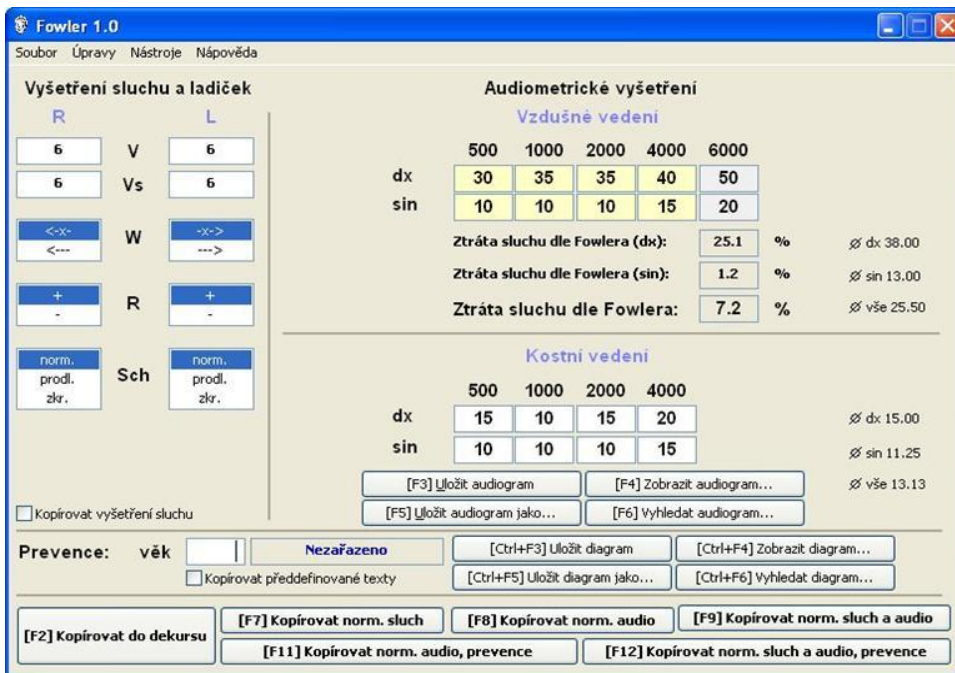 Fowler 1.0
Soubor Úpravy Nástroje Nápověda
Vyšetření sluchu a ladiček
R L
6 V 6
6 Vs 6
<-x- W -x->
<--- --->
+ R +
- -
norm. Sch norm.
prodl. prodl.
zkr. zkr.
Kopírovat vyšetření sluchu
Audiometrické vyšetření
Vzdušné vedení
500 1000 2000 4000 6000
dx 30 35 35 40 50
sin 10 10 10 15 20
Ztráta sluchu dle Fowlera (dx): 25.1 % Ø dx 38.00
Ztráta sluchu dle Fowlera (sin): 1.2 % Ø sin 13.00
Ztráta sluchu dle Fowlera: 7.2 % Ø vše 25.50
Kostní vedení
500 1000 2000 4000
dx 15 10 15 20 Ø dx 15.00
sin 10 10 10 15 Ø sin 11.25
[F3] Uložit audiogram [F4] Zobrazit audiogram... Ø vše 13.13
[F5] Uložit audiogram jako... [F6] Vyhledat audiogram...
Prevence: věk Nezařazeno [Ctrl+F3] Uložit diagram [Ctrl+F4] Zobrazit diagram...
Kopírovat předdefinované texty [Ctrl+F5] Uložit diagram jako... [Ctrl+F6] Vyhledat diagram...
[F2] Kopírovat do dekursu [F7] Kopírovat norm. sluch [F8] Kopírovat norm. audio [F9] Kopírovat norm. sluch a audio
[F11] Kopírovat norm. audio, prevence [F12] Kopírovat norm. sluch a audio, prevence